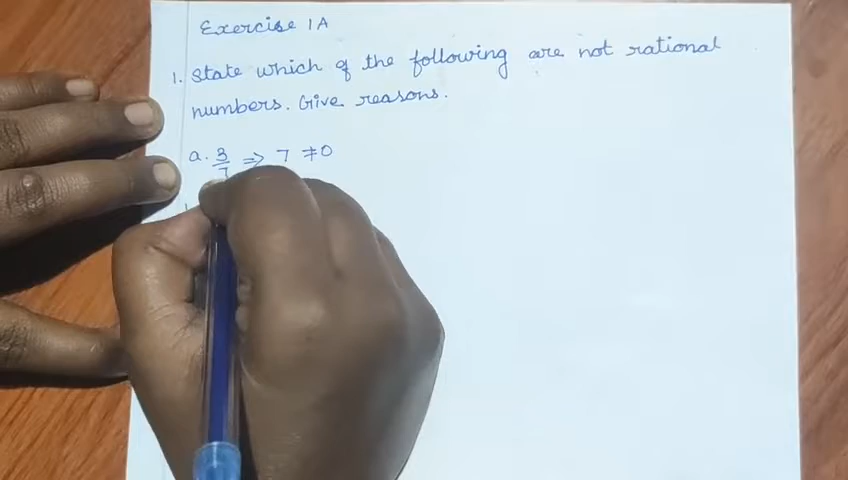 Exercise 1A
1. State which of the following are not rational
numbers. Give reasons.
a. 3/7 ⇒ 7 ≠0